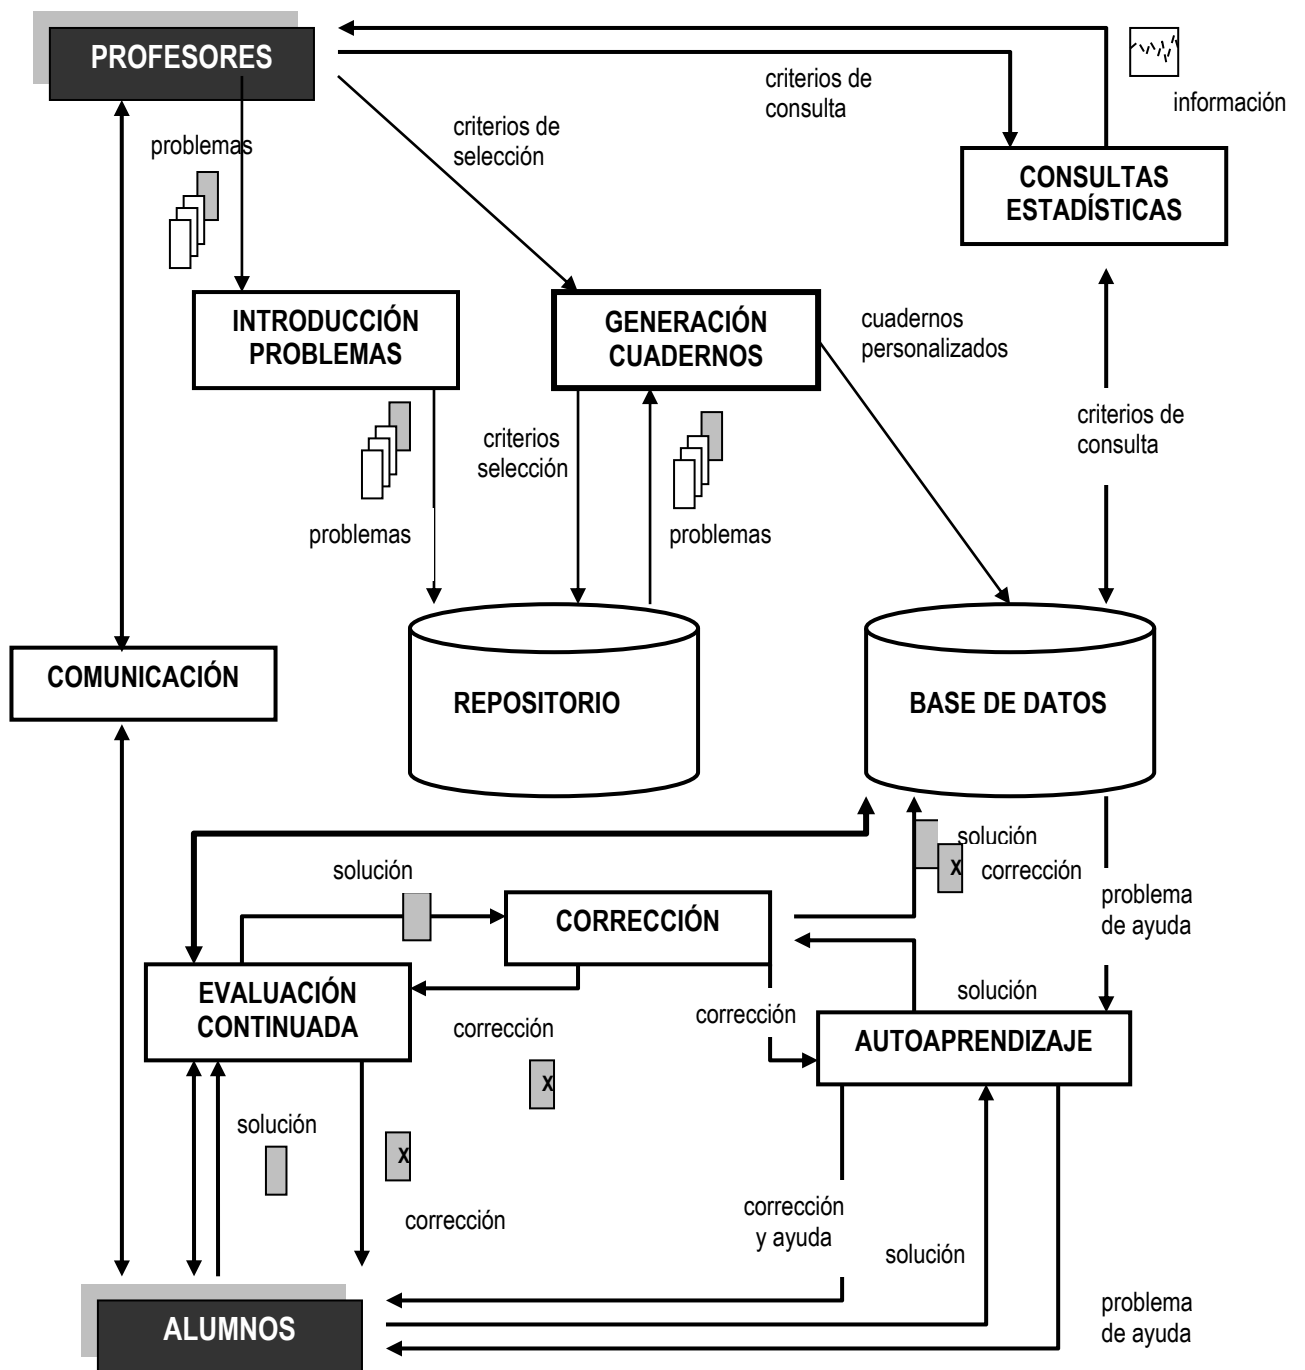 PROFESORES
criterios de
consulta
información
criterios de
selección
problemas
CONSULTAS
ESTADÍSTICAS
INTRODUCCIÓN
PROBLEMAS
GENERACIÓN
CUADERNOS
cuadernos
personalizados
criterios
selección
criterios de
consulta
problemas
problemas
COMUNICACIÓN
REPOSITORIO
BASE DE DATOS
solución
solución
X
corrección
problema
de ayuda
CORRECCIÓN
EVALUACIÓN
CONTINUADA
corrección
corrección
solución
AUTOAPRENDIZAJE
X
solución
X
corrección
corrección
y ayuda
solución
problema
de ayuda
ALUMNOS